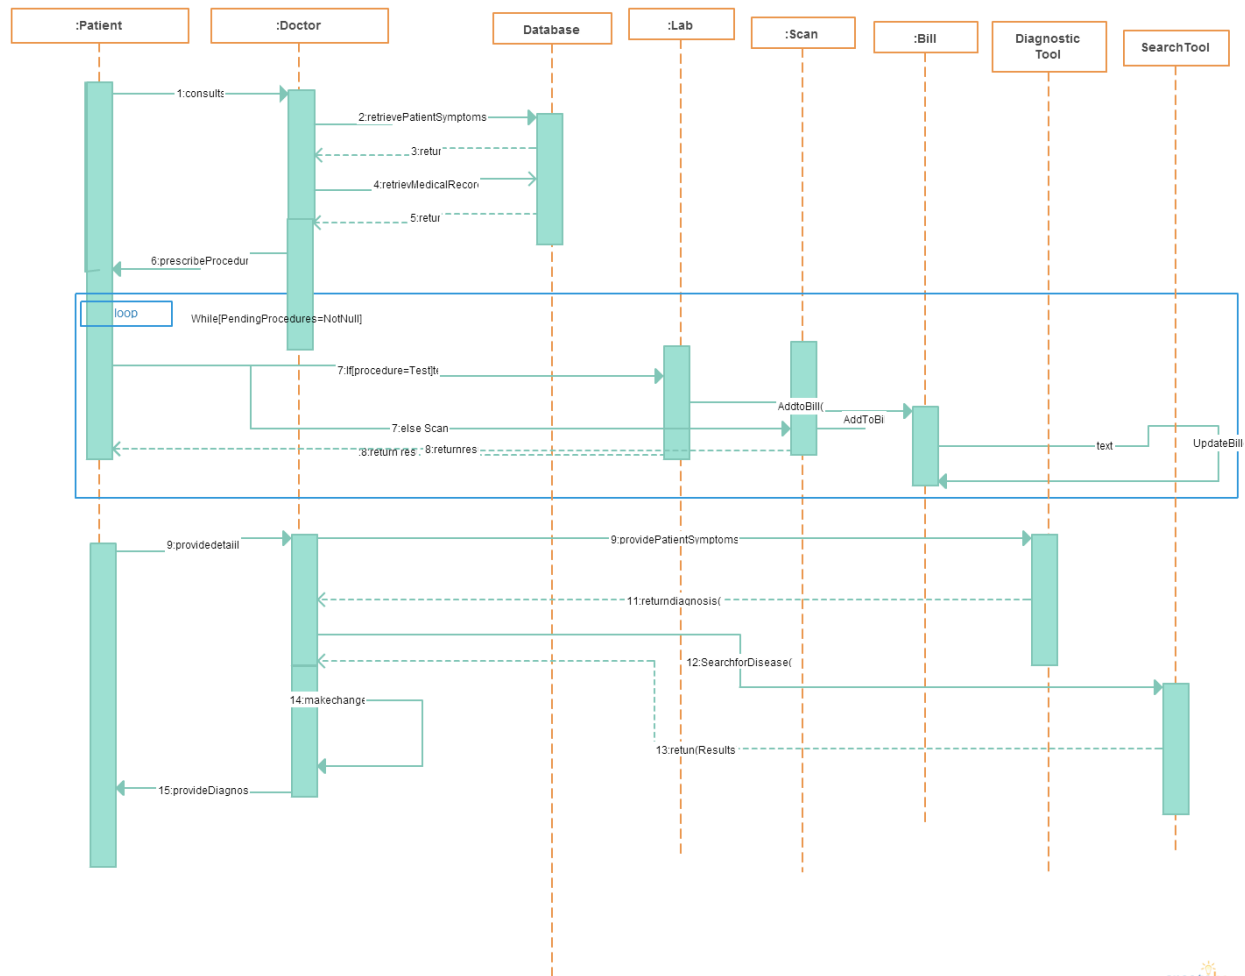 :Patient
:Doctor
Database
:Lab
:Scan
:Bill
Diagnostic
Tool
SearchTool
1:consults
2:retrievePatientSymptoms
3:retur
4:retrievMedicalRecor
5:retur
6:prescribeProcedur
loop
While[PendingProcedures=NotNull]
7:If[procedure=Test]te
AddtoBill(
AddToBi
7:else Scan
text
UpdateBill
8:returnres
8:return res
9:providedetaiil
9:providePatientSymptoms
11:returndiagnosis(
12:SearchforDisease(
14:makechange
13:retun(Results
15:provideDiagnos